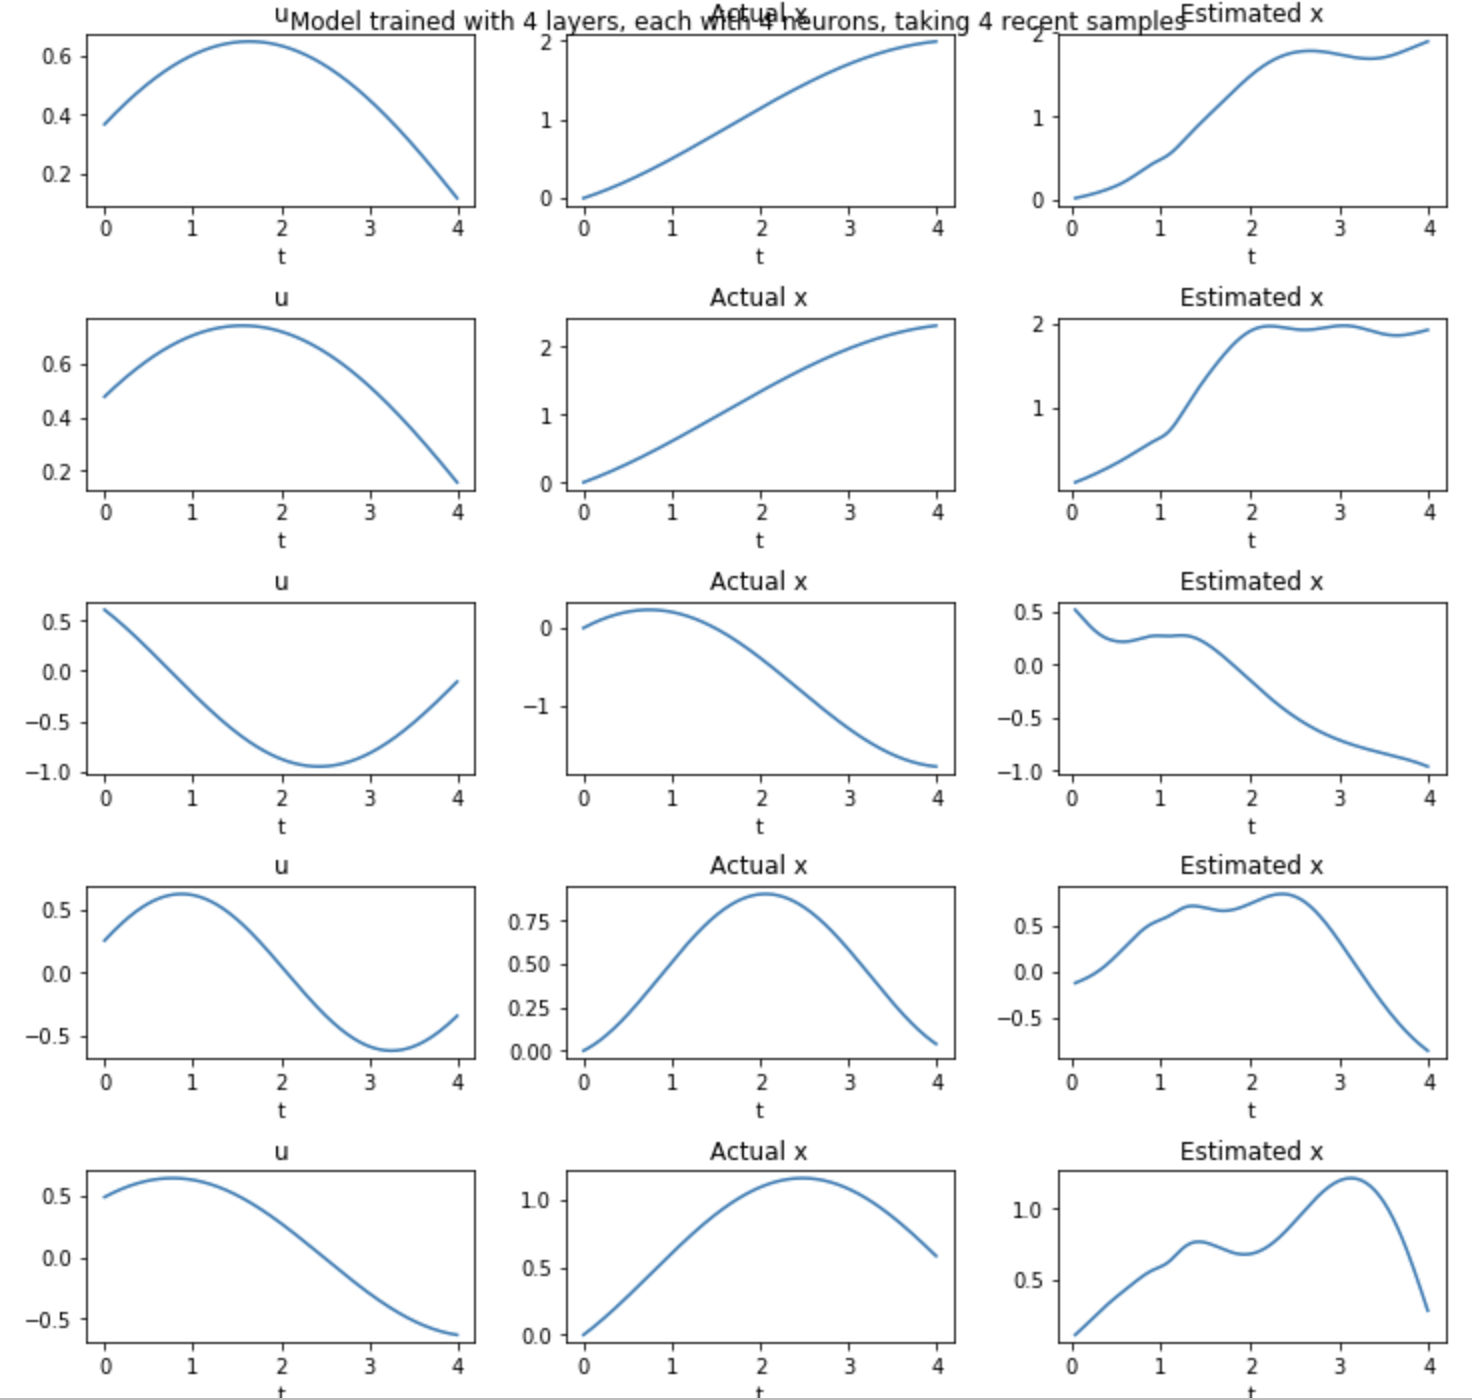 Model trained with 4 layers, each with 4 neurons, taking 4 recent samples
u Actual x Estimated x
0.6 2 2
0.4 1 1
0.2 0 0
0 1 2 3 4 0 1 2 3 4 0 1 2 3 4
t t t
u Actual x Estimated x
0.6 2 2
0.4 1 1
0.2 0
0 1 2 3 4 0 1 2 3 4 0 1 2 3 4
t t t
u Actual x Estimated x
0.5 0 0.5
0.0 −1 0.0
−0.5 −0.5
−1.0 −1.0
0 1 2 3 4 0 1 2 3 4 0 1 2 3 4
t t t
u Actual x Estimated x
0.5 0.75 0.5
0.0 0.50 0.0
−0.5 0.25 −0.5
0.00
0 1 2 3 4 0 1 2 3 4 0 1 2 3 4
t t t
u Actual x Estimated x
0.5 1.0 1.0
0.0 0.5 0.5
−0.5 0.0
0 1 2 3 4 0 1 2 3 4 0 1 2 3 4
t t t